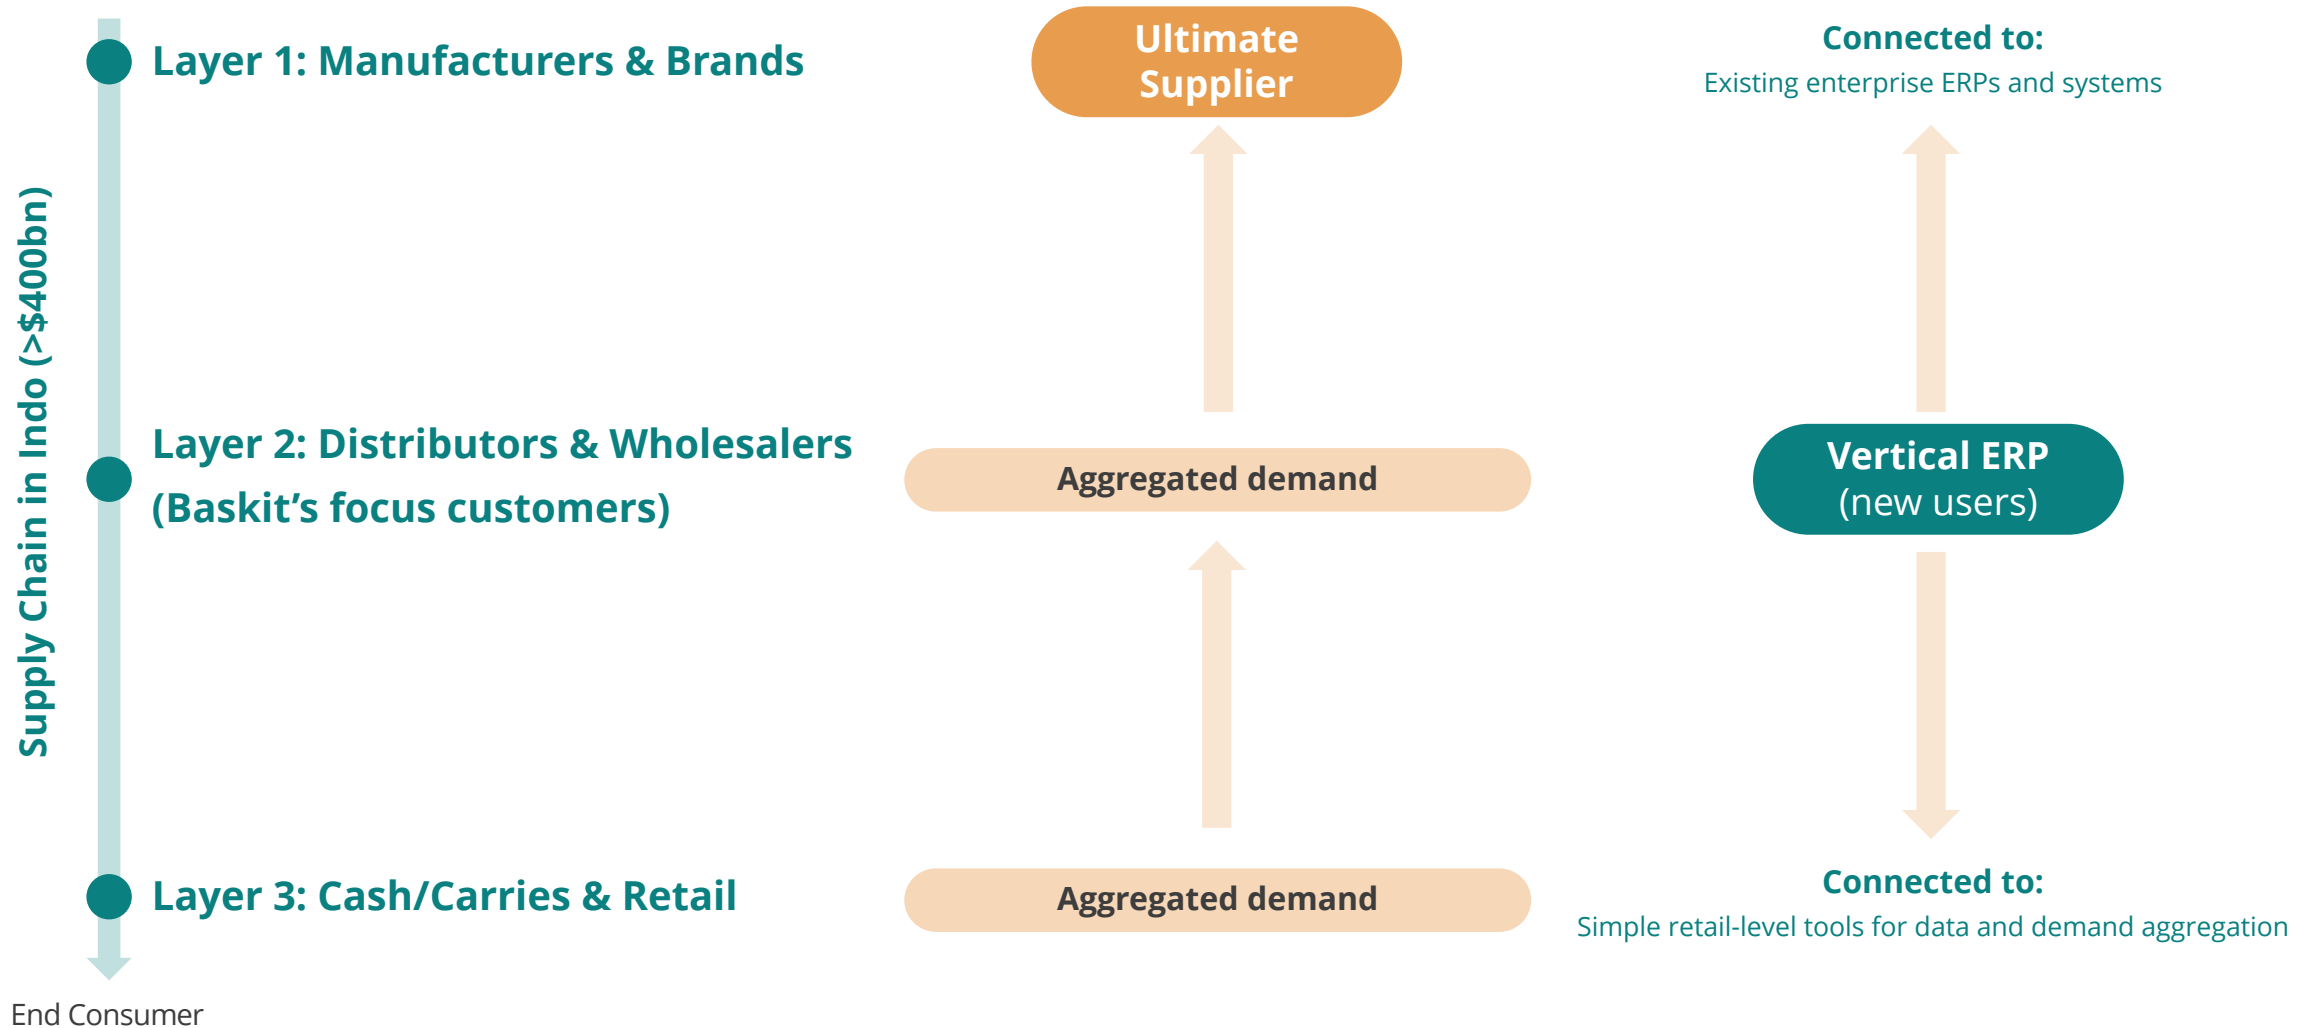 Supply Chain in Indo (>$400bn)
Layer 1: Manufacturers & Brands
Ultimate
Supplier
Connected to:
Existing enterprise ERPs and systems
Layer 2: Distributors & Wholesalers
(Baskit’s focus customers)
Aggregated demand
Vertical ERP
(new users)
Layer 3: Cash/Carries & Retail
Aggregated demand
Connected to:
Simple retail-level tools for data and demand aggregation
End Consumer